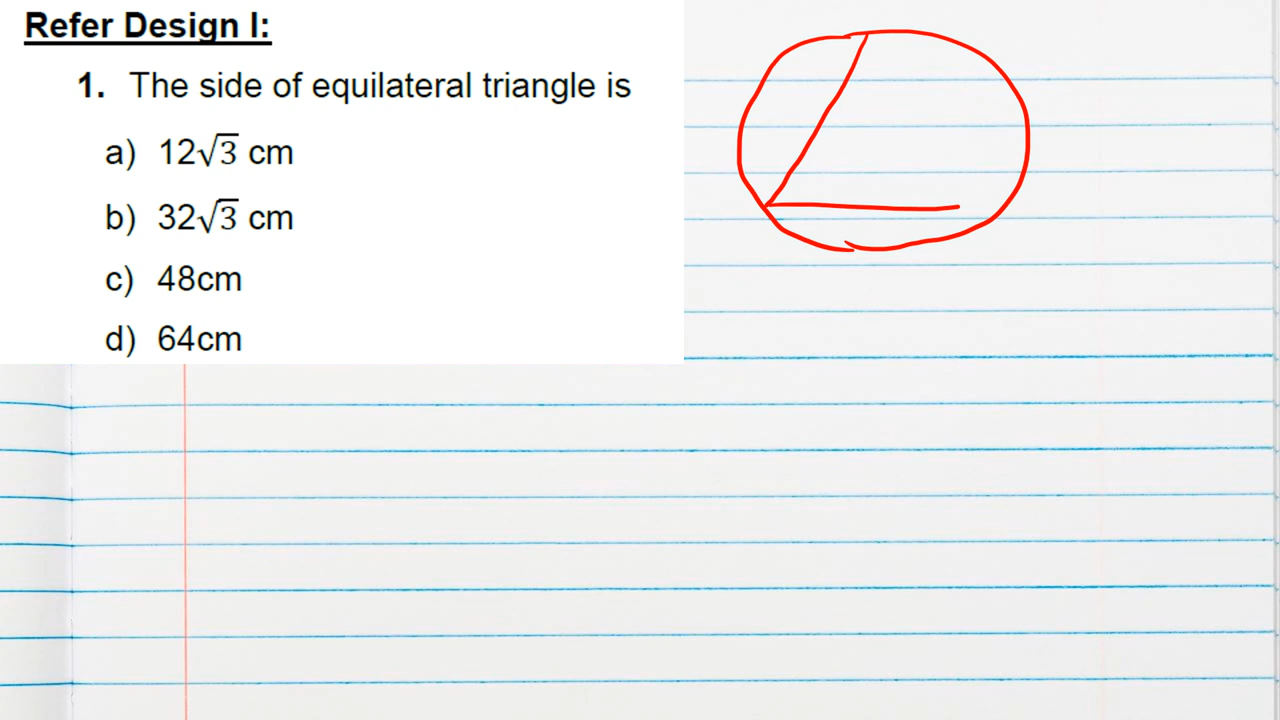 Refer Design I:
1. The side of equilateral triangle is
a) 12√3 cm
b) 32√3 cm
c) 48cm
d) 64cm